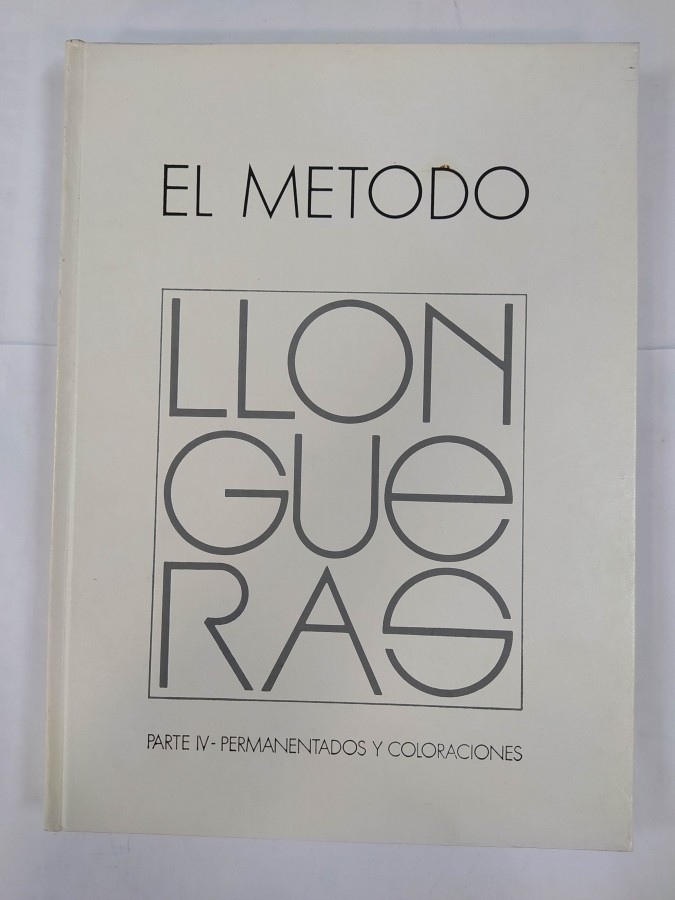 EL METODO
LLON
GUe
RAS
PARTE IV - PERMANENTADOS Y COLORACIONES